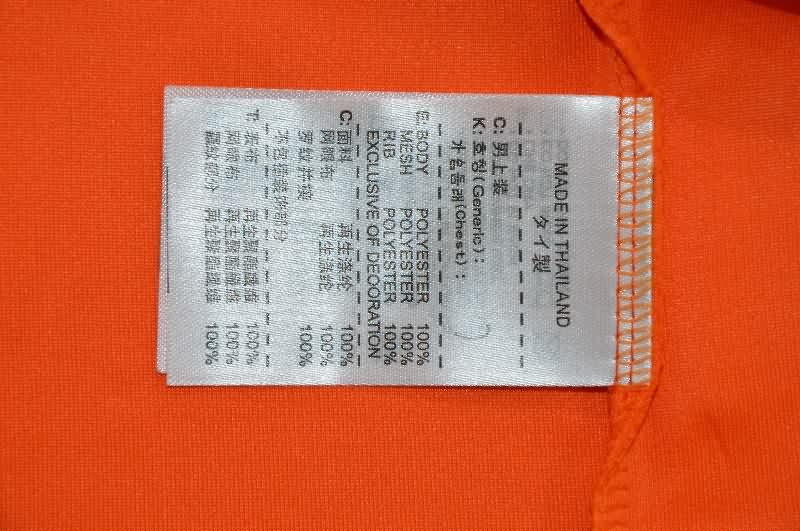 MADE IN THAILAND
タイ製
C: 男上装
K: 호칭(Generic):
가슴둘레(Chest):
E: BODY POLYESTER 100%
MESH POLYESTER 100%
RIB POLYESTER 100%
EXCLUSIVE OF DECORATION
C: 面料 再生涤纶 100%
网眼布 再生涤纶 100%
罗纹拼接 100%
不包含装饰部分
T: 表布 再生聚酯纖維 100%
網眼布 再生聚酯纖維 100%
羅紋部分 再生聚酯纖維 100%